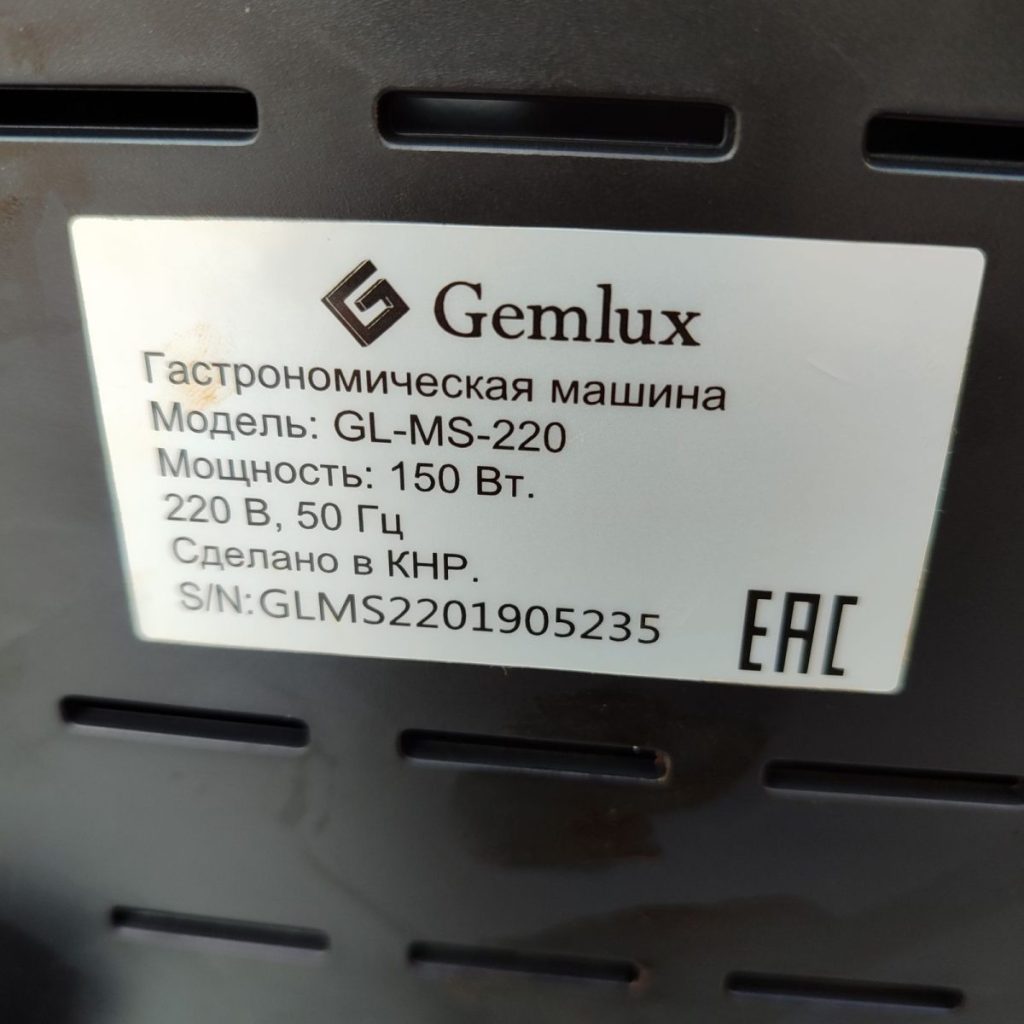 Gemlux
Гастрономическая машина
Модель: GL-MS-220
Мощность: 150 Вт.
220 В, 50 Гц
Сделано в КНР.
S/N:GLMS2201905235
EAC